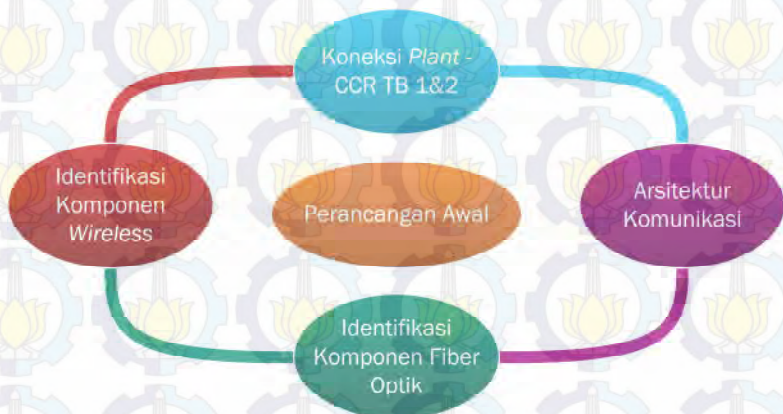 Koneksi Plant -
CCR TB 1&2
Identifikasi
Komponen
Wireless
Perancangan Awal
Arsitektur
Komunikasi
Identifikasi
Komponen Fiber
Optik